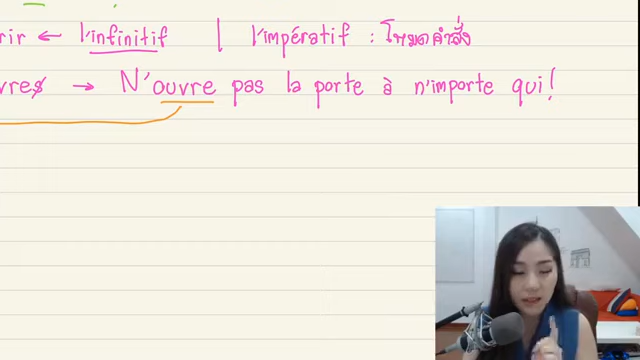 rir ← l'infinitif | l'impératif : โหมดคำสั่ง
vres → N'ouvre pas la porte à n'importe qui!